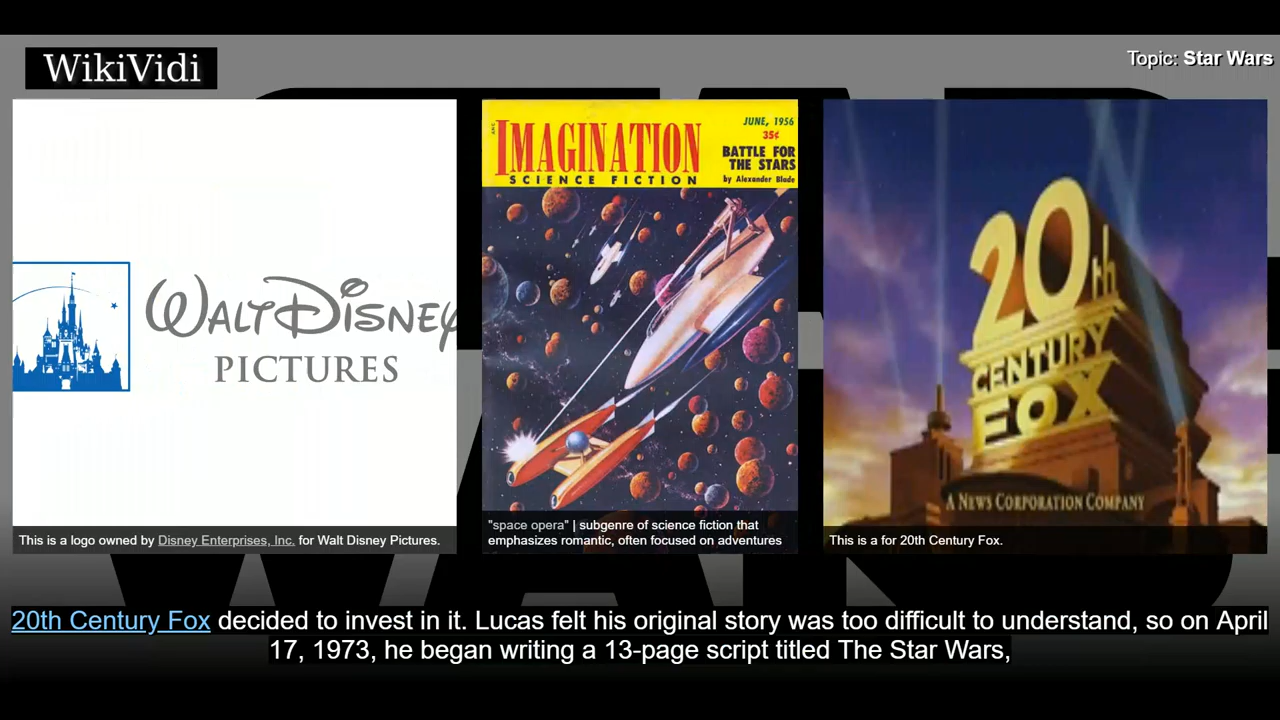 WikiVidi
Topic: Star Wars
WALT DISNEY
PICTURES
This is a logo owned by Disney Enterprises, Inc. for Walt Disney Pictures.
IMAGINATION
SCIENCE FICTION
JUNE, 1956
35¢
BATTLE FOR
THE STARS
by Alexander Blade
"space opera" | subgenre of science fiction that
emphasizes romantic, often focused on adventures
20th
CENTURY
FOX
A NEWS CORPORATION COMPANY
This is a for 20th Century Fox.
20th Century Fox decided to invest in it. Lucas felt his original story was too difficult to understand, so on April
17, 1973, he began writing a 13-page script titled The Star Wars,